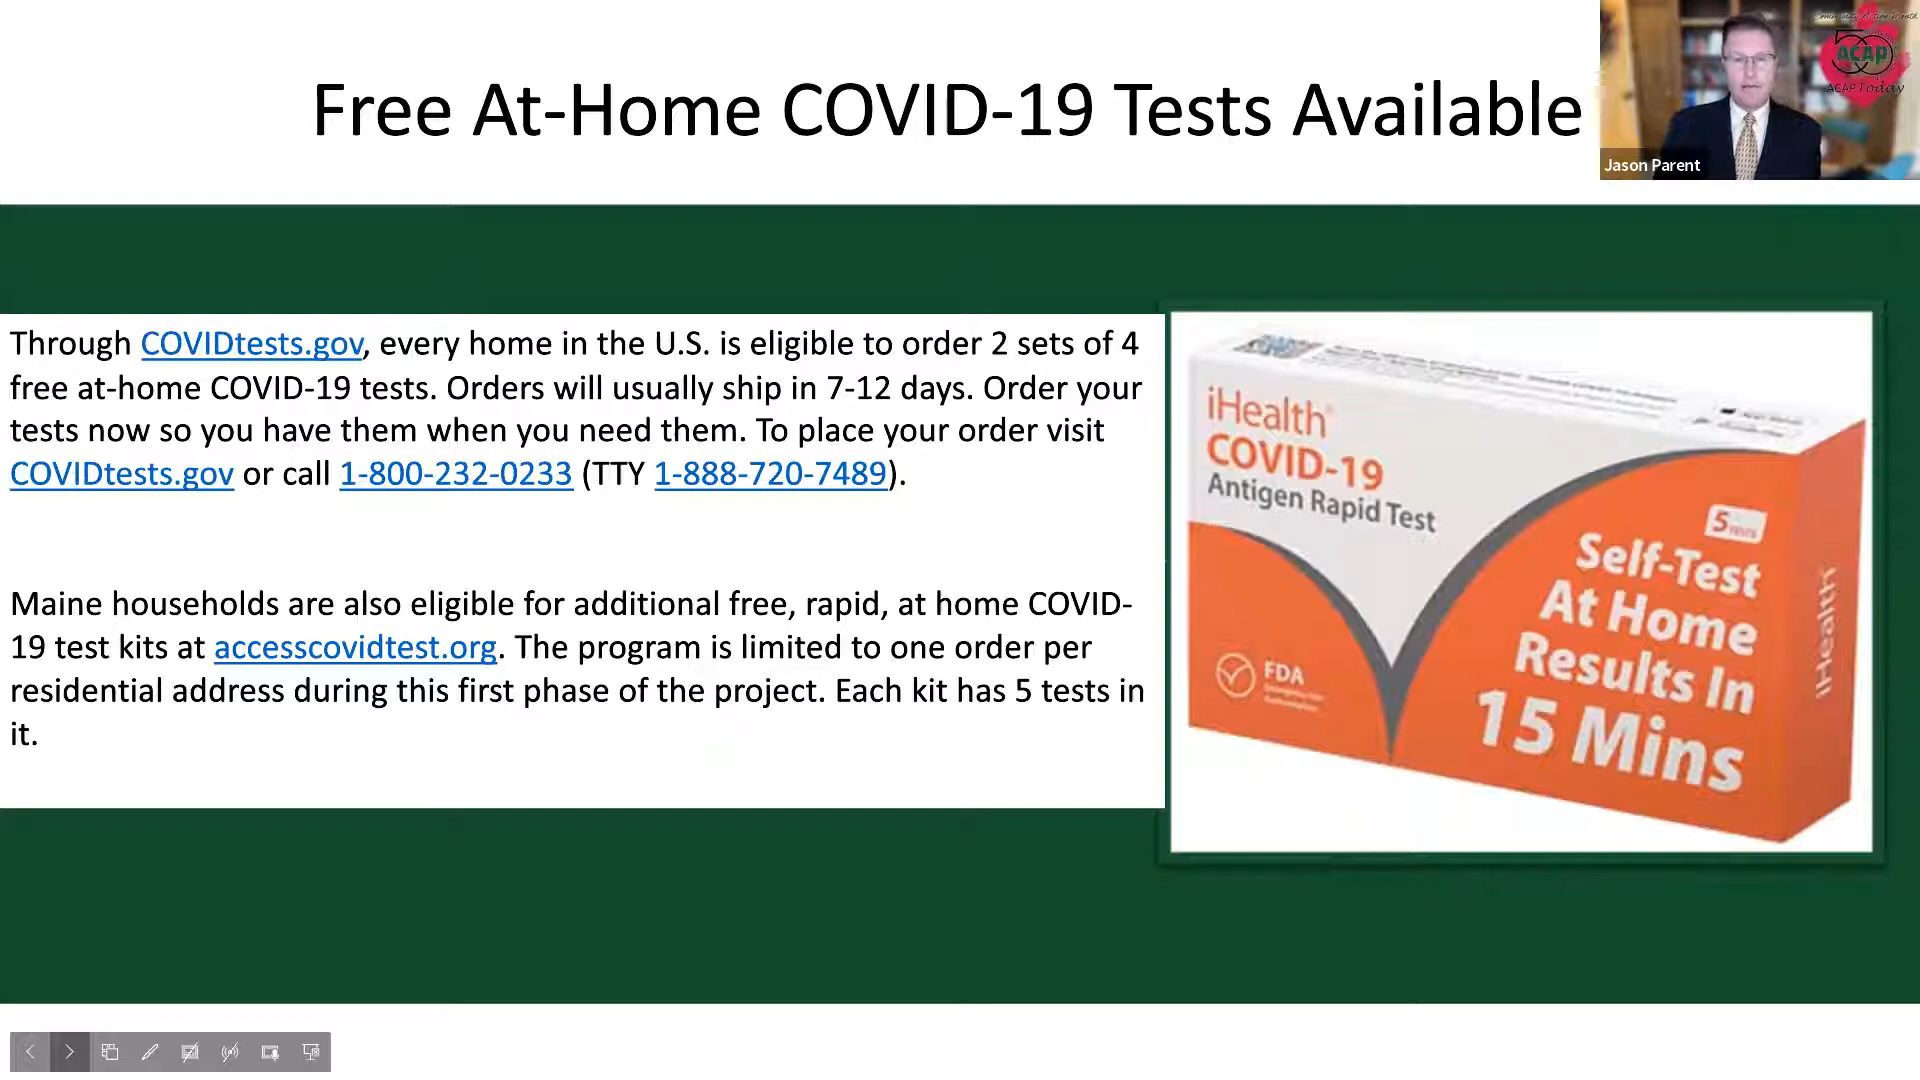 Free At-Home COVID-19 Tests Available
ACAP
ACAP Today
Jason Parent
Through COVIDtests.gov, every home in the U.S. is eligible to order 2 sets of 4
free at-home COVID-19 tests. Orders will usually ship in 7-12 days. Order your
tests now so you have them when you need them. To place your order visit
COVIDtests.gov or call 1-800-232-0233 (TTY 1-888-720-7489).
Maine households are also eligible for additional free, rapid, at home COVID-
19 test kits at accesscovidtest.org. The program is limited to one order per
residential address during this first phase of the project. Each kit has 5 tests in
it.
iHealth
COVID-19
Antigen Rapid Test
5 TESTS
Self-Test
At Home
Results In
15 Mins
FDA
iHealth